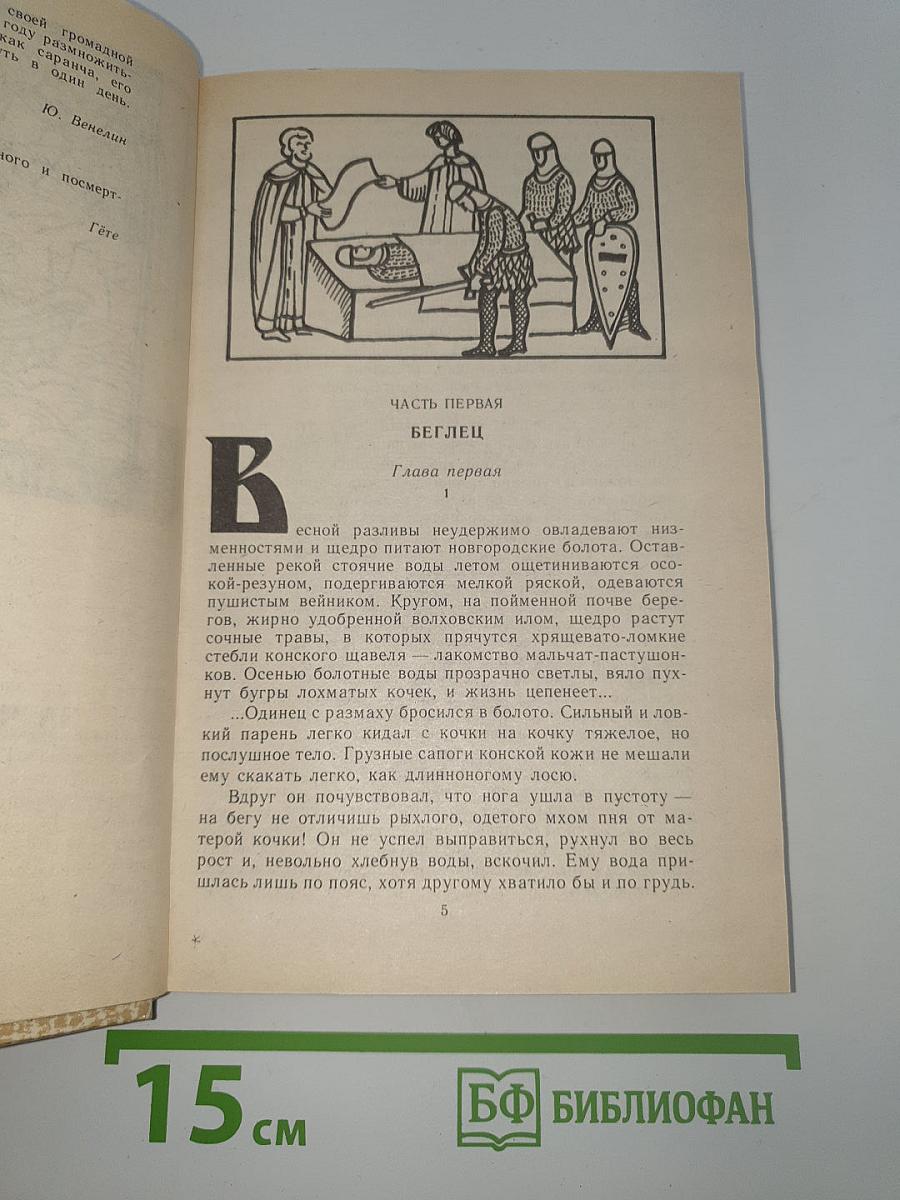 своей громадной
году размножить-
как саранча, его
уть в один день.
Ю. Венелин
ного и посмерт-
Гёте
ЧАСТЬ ПЕРВАЯ
БЕГЛЕЦ
Глава первая
1
Весной разливы неудержимо овладевают низ-
менностями и щедро питают новгородские болота. Остав-
ленные рекой стоячие воды летом ощетиниваются осо-
кой-резуном, подергиваются мелкой ряской, одеваются
пушистым вейником. Кругом, на пойменной почве бере-
гов, жирно удобренной волховским илом, щедро растут
сочные травы, в которых прячутся хрящевато-ломкие
стебли конского щавеля — лакомство мальчат-пастушон-
ков. Осенью болотные воды прозрачно светлы, вяло пух-
нут бугры лохматых кочек, и жизнь цепенеет...
...Одинец с размаху бросился в болото. Сильный и лов-
кий парень легко кидал с кочки на кочку тяжелое, но
послушное тело. Грузные сапоги конской кожи не мешали
ему скакать легко, как длинноногому лосю.
Вдруг он почувствовал, что нога ушла в пустоту —
на бегу не отличишь рыхлого, одетого мхом пня от ма-
терой кочки! Он не успел выправиться, рухнул во весь
рост и, невольно хлебнув воды, вскочил. Ему вода при-
шлась лишь по пояс, хотя другому хватило бы и по грудь.
5
*
15 см
БФ БИБЛИОФАН